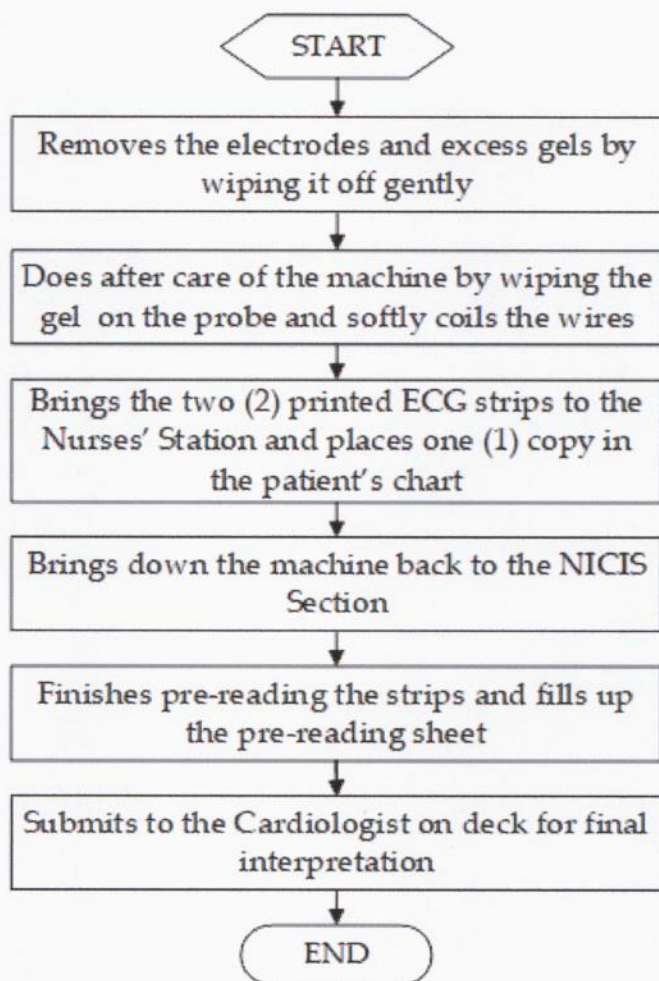 START
Removes the electrodes and excess gels by
wiping it off gently
Does after care of the machine by wiping the
gel on the probe and softly coils the wires
Brings the two (2) printed ECG strips to the
Nurses' Station and places one (1) copy in
the patient's chart
Brings down the machine back to the NICIS
Section
Finishes pre-reading the strips and fills up
the pre-reading sheet
Submits to the Cardiologist on deck for final
interpretation
END